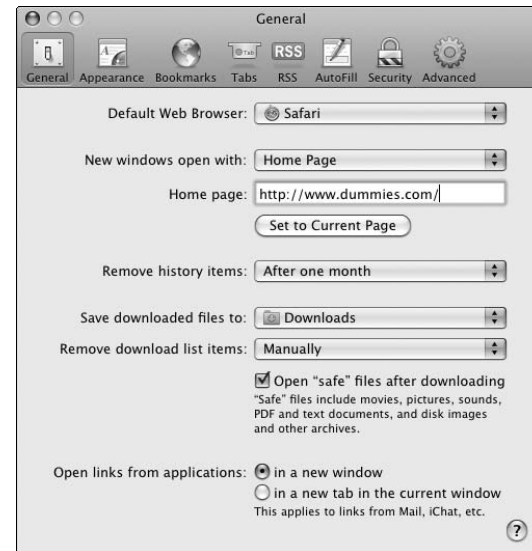 General
General Appearance Bookmarks Tabs RSS AutoFill Security Advanced
Default Web Browser: Safari
New windows open with: Home Page
Home page: http://www.dummies.com/
Set to Current Page
Remove history items: After one month
Save downloaded files to: Downloads
Remove download list items: Manually
Open “safe” files after downloading
“Safe” files include movies, pictures, sounds,
PDF and text documents, and disk images
and other archives.
Open links from applications: in a new window
in a new tab in the current window
This applies to links from Mail, iChat, etc.
?